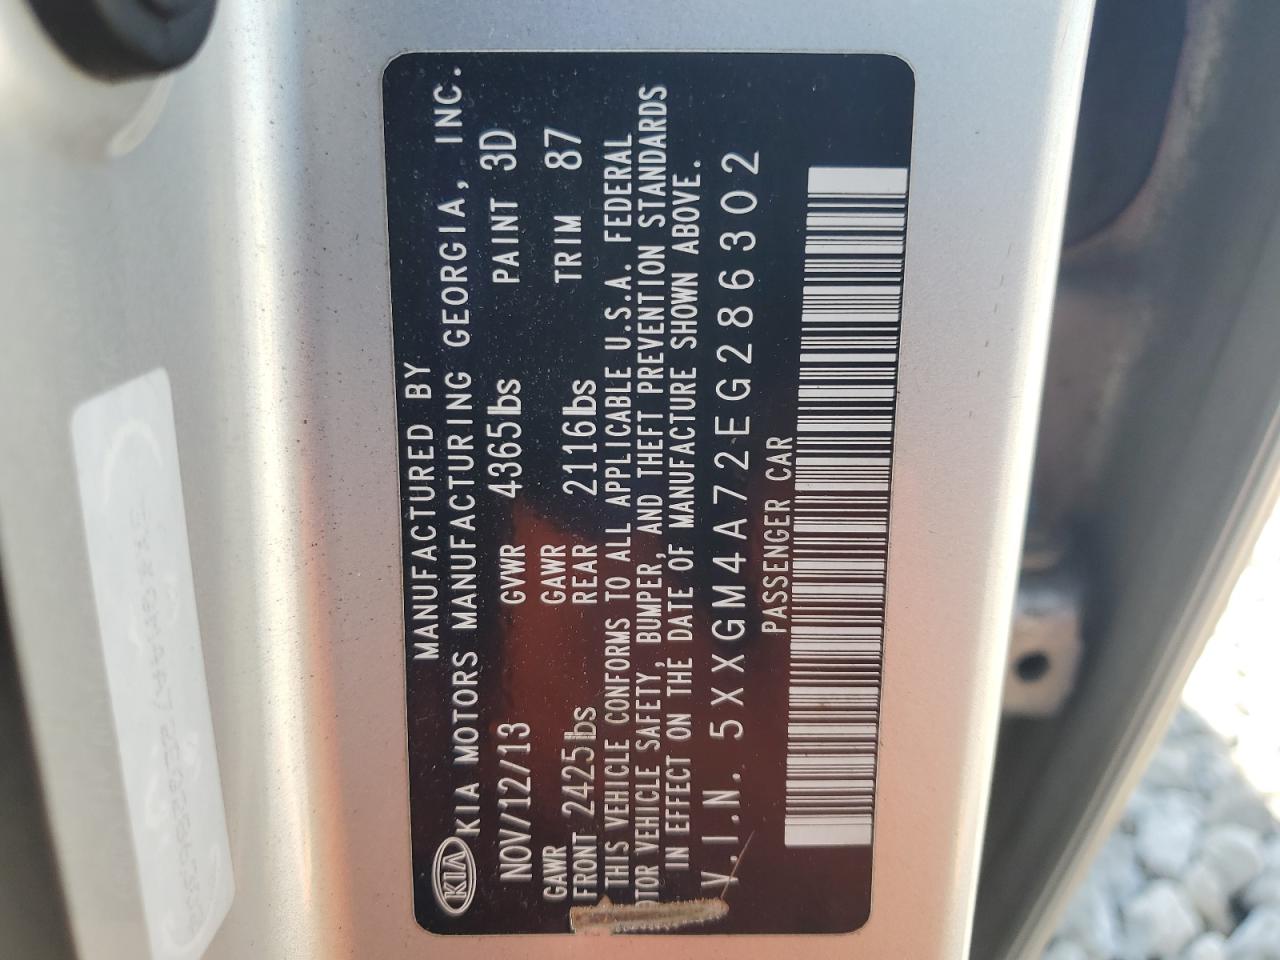 MANUFACTURED BY
KIA KIA MOTORS MANUFACTURING GEORGIA, INC.
NOV/12/13 GVWR 4365lbs PAINT 3D
GAWR FRONT 2425lbs GAWR REAR 2116lbs TRIM 87
THIS VEHICLE CONFORMS TO ALL APPLICABLE U.S.A. FEDERAL
TOR VEHICLE SAFETY, BUMPER, AND THEFT PREVENTION STANDARDS
IN EFFECT ON THE DATE OF MANUFACTURE SHOWN ABOVE.
V.I.N. 5XXGM4A72EG286302
PASSENGER CAR